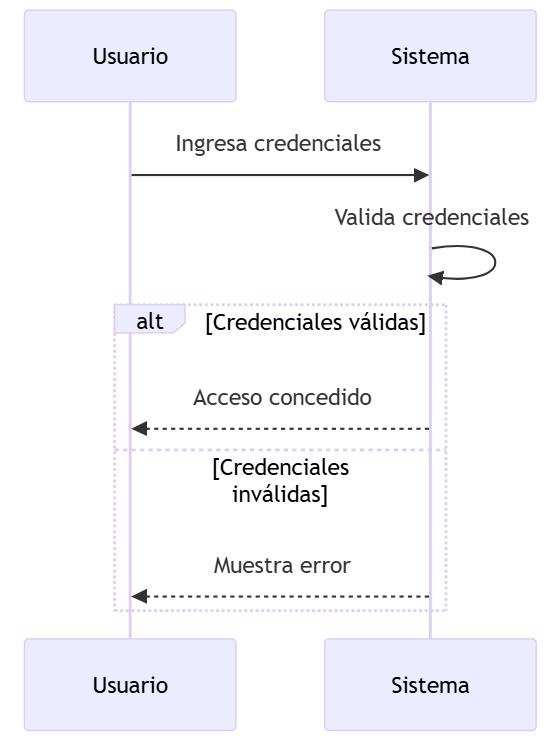 Usuario
Sistema
Ingresa credenciales
Valida credenciales
alt
[Credenciales válidas]
Acceso concedido
[Credenciales
inválidas]
Muestra error
Usuario
Sistema